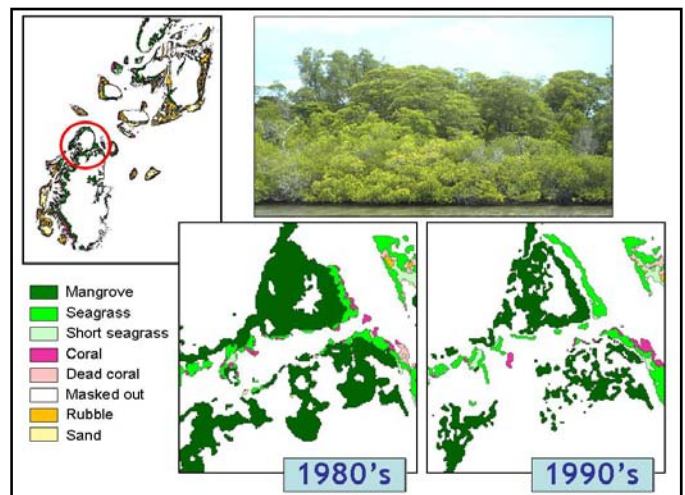 Mangrove
Seagrass
Short seagrass
Coral
Dead coral
Masked out
Rubble
Sand
1980's
1990's